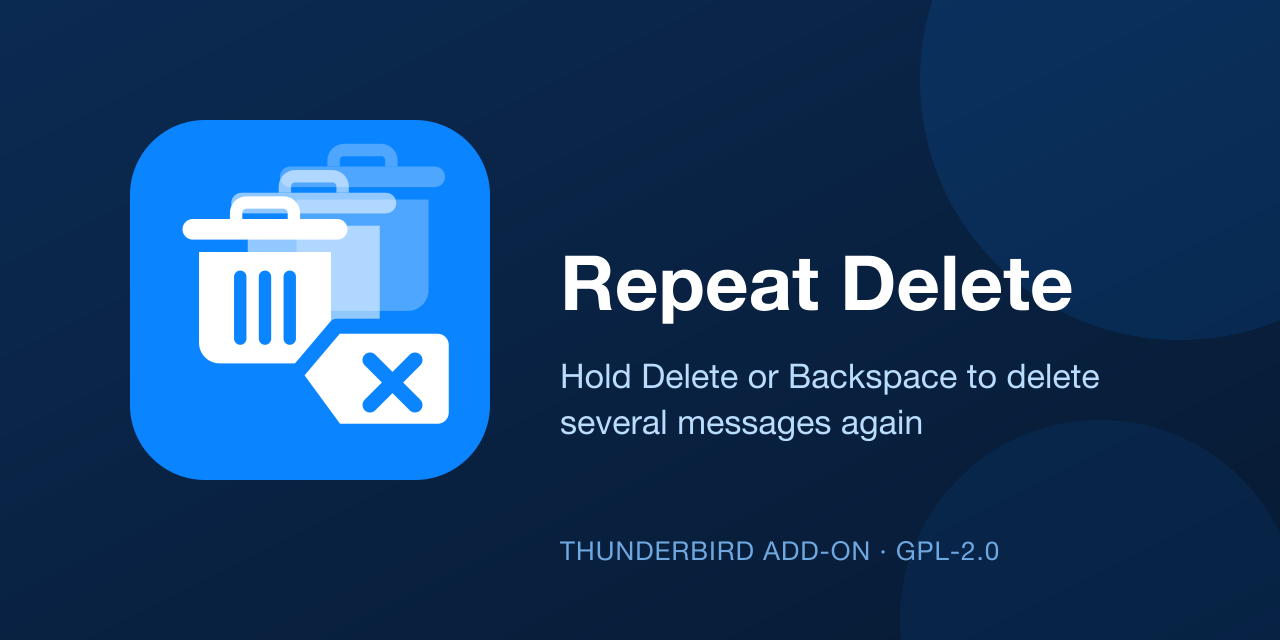 Repeat Delete
Hold Delete or Backspace to delete
several messages again
THUNDERBIRD ADD-ON · GPL-2.0